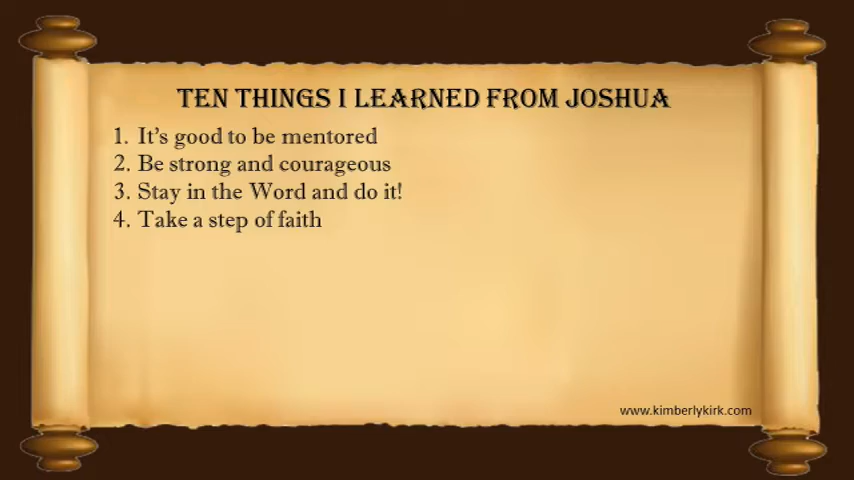 TEN THINGS I LEARNED FROM JOSHUA
1. It's good to be mentored
2. Be strong and courageous
3. Stay in the Word and do it!
4. Take a step of faith
www.kimberlykirk.com